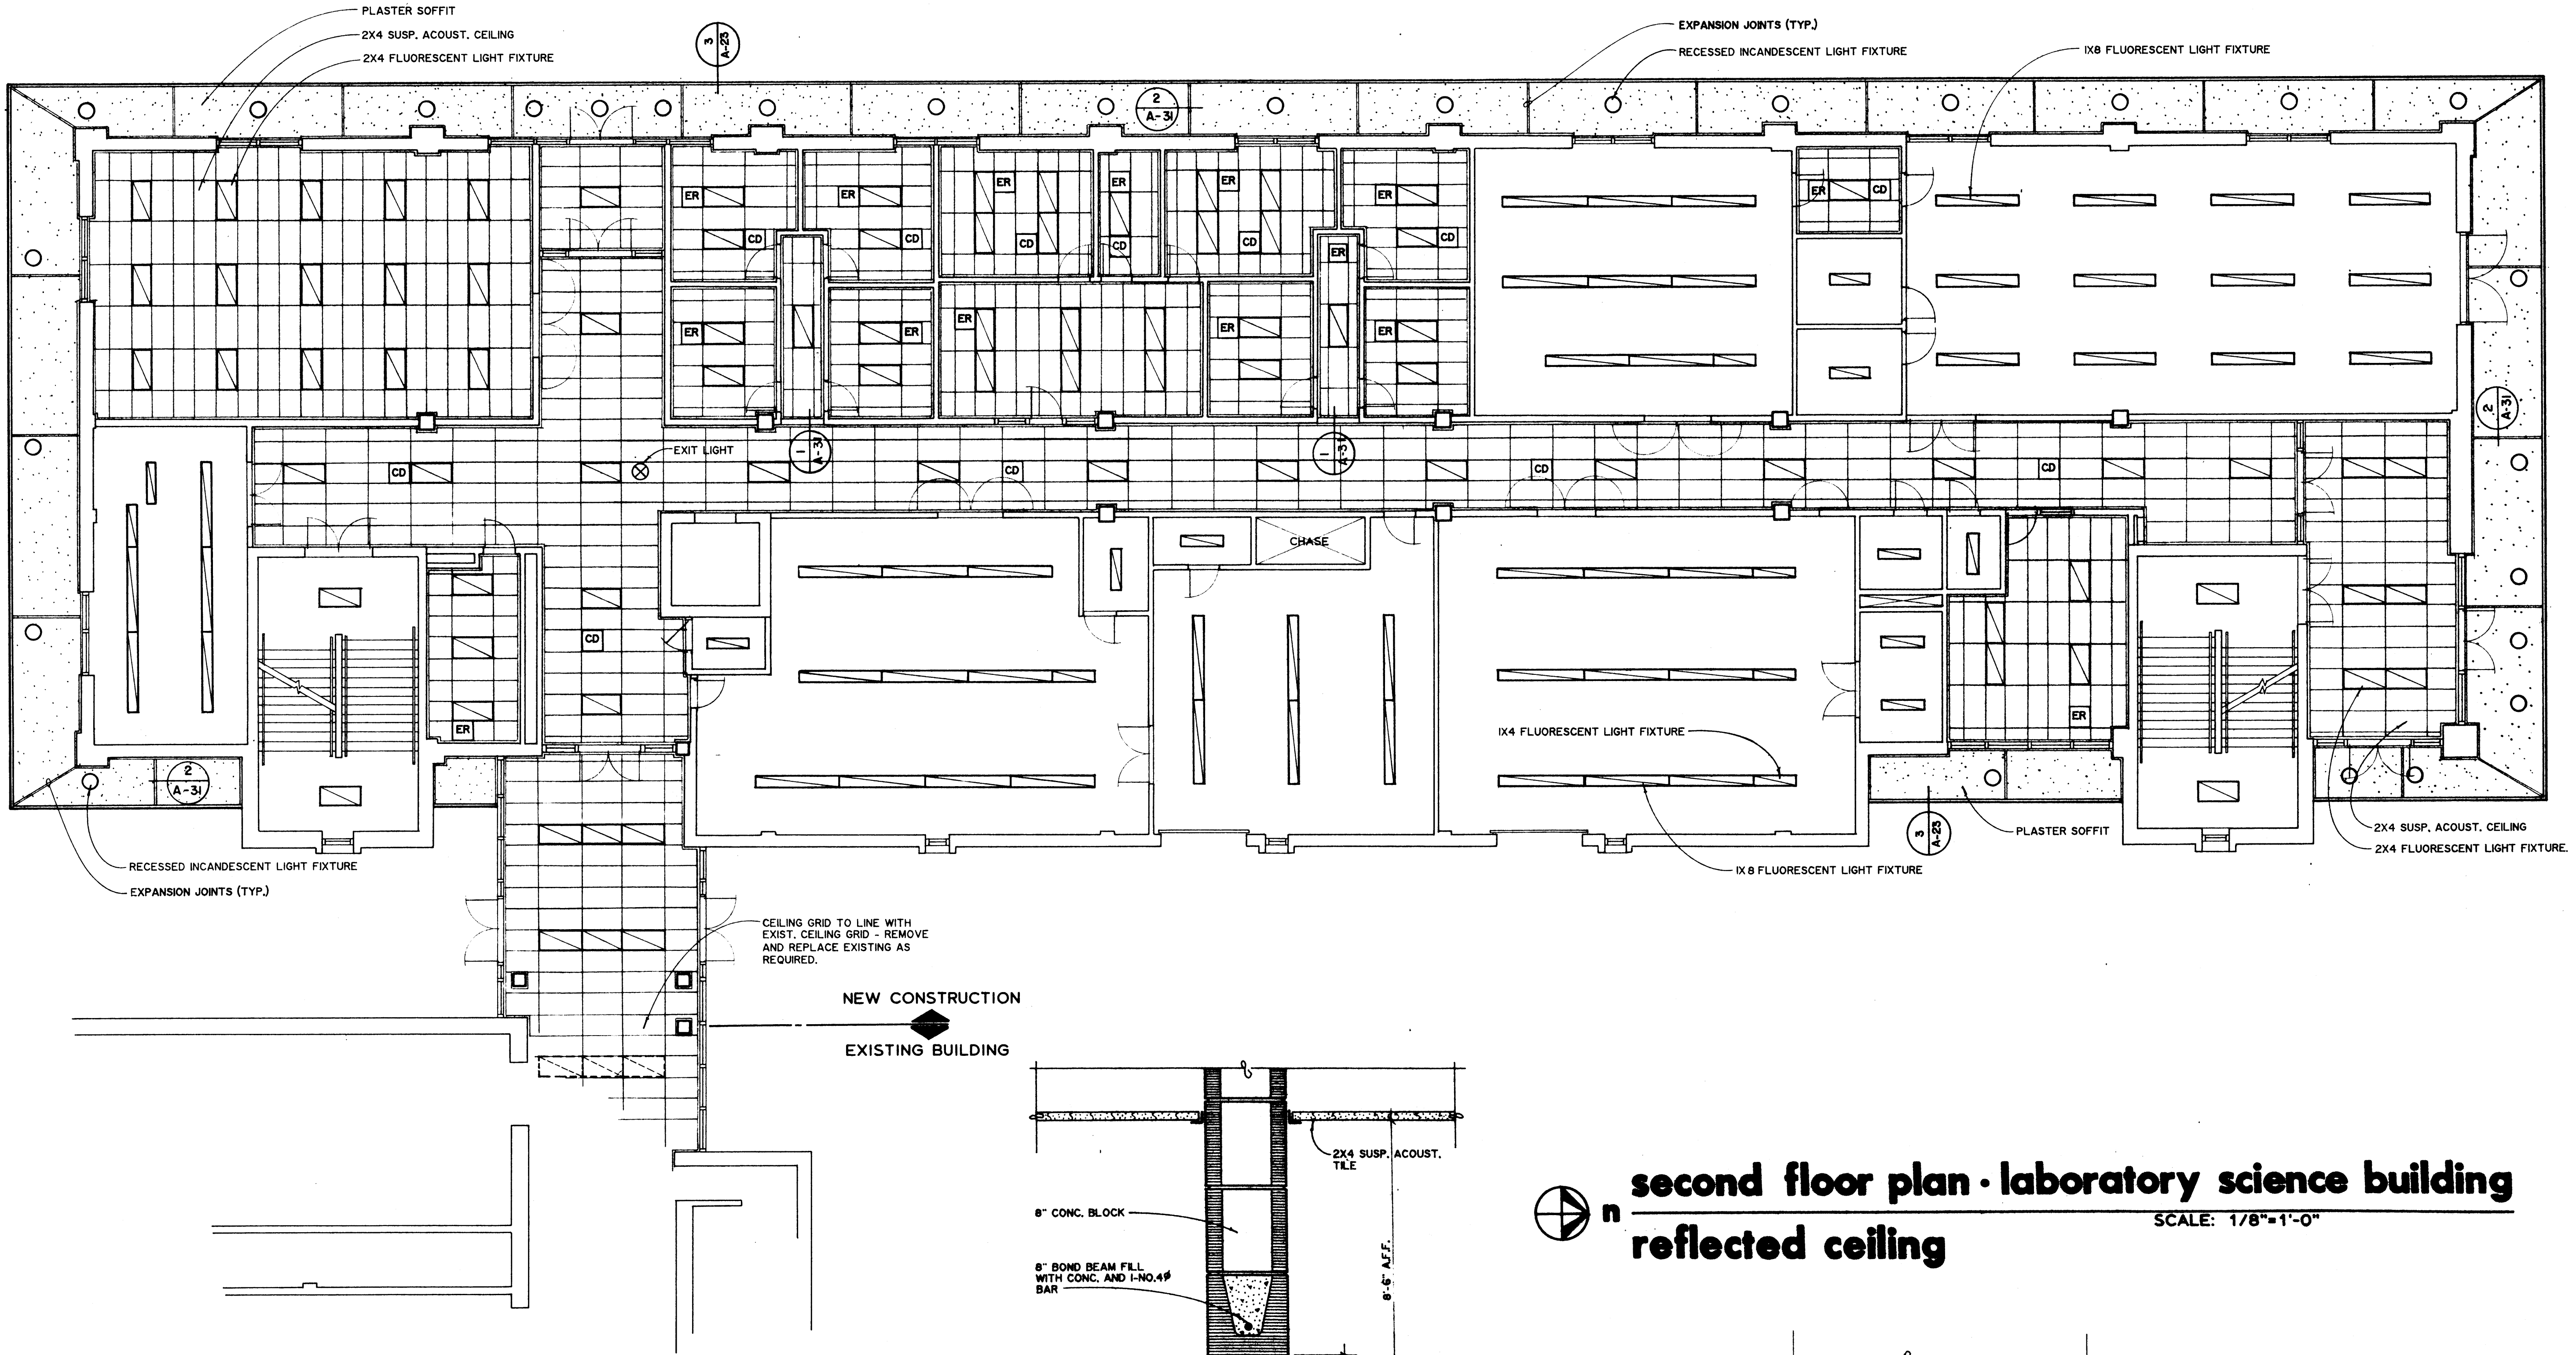 PLASTER SOFFIT
2X4 SUSP. ACOUST. CEILING
2X4 FLUORESCENT LIGHT FIXTURE
3
A-23
EXPANSION JOINTS (TYP.)
RECESSED INCANDESCENT LIGHT FIXTURE
1X8 FLUORESCENT LIGHT FIXTURE
2
A-31
ER
ER
ER
ER
ER
ER
ER
CD
CD
CD
CD
CD
CD
CD
ER
ER
ER
ER
ER
ER
2
A-31
EXIT LIGHT
1
A-31
1
A-31
CD
CD
CD
CD
CHASE
CD
ER
ER
1X4 FLUORESCENT LIGHT FIXTURE
2
A-31
3
A-23
PLASTER SOFFIT
2X4 SUSP. ACOUST. CEILING
2X4 FLUORESCENT LIGHT FIXTURE.
RECESSED INCANDESCENT LIGHT FIXTURE
EXPANSION JOINTS (TYP.)
1X8 FLUORESCENT LIGHT FIXTURE
CEILING GRID TO LINE WITH
EXIST. CEILING GRID - REMOVE
AND REPLACE EXISTING AS
REQUIRED.
NEW CONSTRUCTION
EXISTING BUILDING
2X4 SUSP. ACOUST.
TILE
8" CONC. BLOCK
8" BOND BEAM FILL
WITH CONC. AND 1-NO.4Ø
BAR
8'-6" A.F.F.
n
second floor plan · laboratory science building
SCALE: 1/8"=1'-0"
reflected ceiling